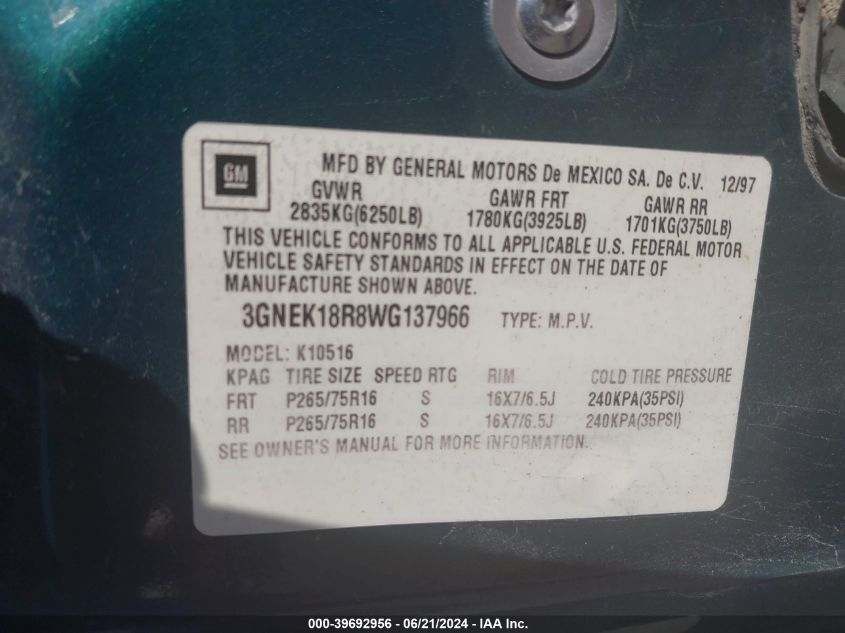 GM
MFD BY GENERAL MOTORS De MEXICO SA. De C.V. 12/97
GVWR GAWR FRT GAWR RR
2835KG(6250LB) 1780KG(3925LB) 1701KG(3750LB)
THIS VEHICLE CONFORMS TO ALL APPLICABLE U.S. FEDERAL MOTOR
VEHICLE SAFETY STANDARDS IN EFFECT ON THE DATE OF
MANUFACTURE SHOWN ABOVE.
3GNEK18R8WG137966 TYPE: M.P.V.
MODEL: K10516
KPAG TIRE SIZE SPEED RTG RIM COLD TIRE PRESSURE
FRT P265/75R16 S 16X7/6.5J 240KPA(35PSI)
RR P265/75R16 S 16X7/6.5J 240KPA(35PSI)
SEE OWNER'S MANUAL FOR MORE INFORMATION.
000-39692956 - 06/21/2024 - IAA Inc.